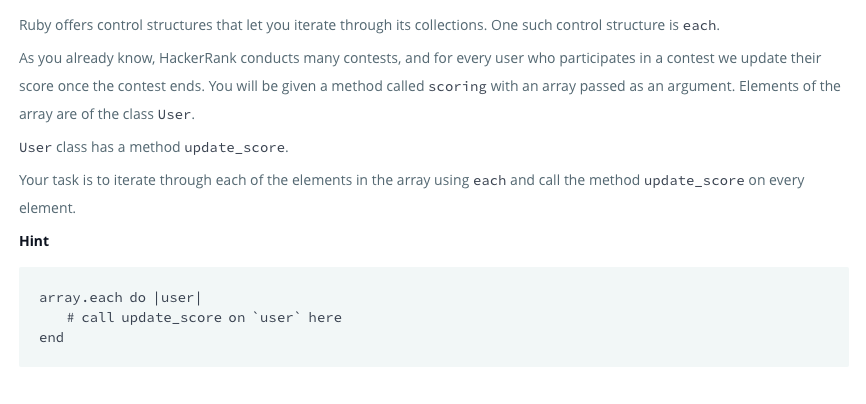 Ruby offers control structures that let you iterate through its collections. One such control structure is each.
As you already know, HackerRank conducts many contests, and for every user who participates in a contest we update their
score once the contest ends. You will be given a method called scoring with an array passed as an argument. Elements of the
array are of the class User.
User class has a method update_score.
Your task is to iterate through each of the elements in the array using each and call the method update_score on every
element.
Hint
array.each do |user|
# call update_score on `user` here
end